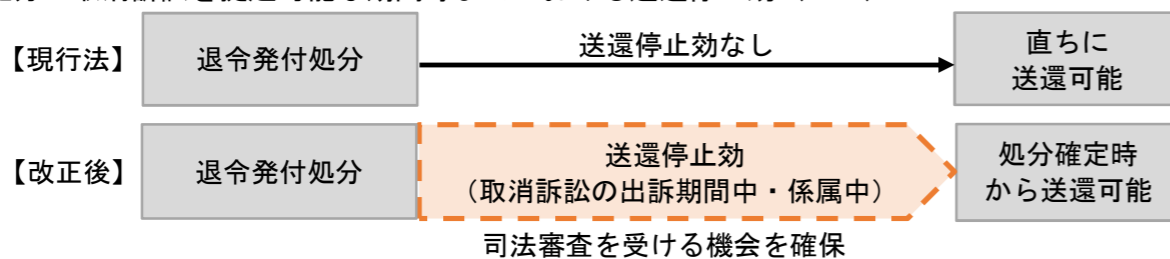 【現行法】
退令発付処分
送還停止効なし
直ちに
送還可能
【改正後】
退令発付処分
送還停止効
（取消訴訟の出訴期間中・係属中）
処分確定時
から送還可能
司法審査を受ける機会を確保